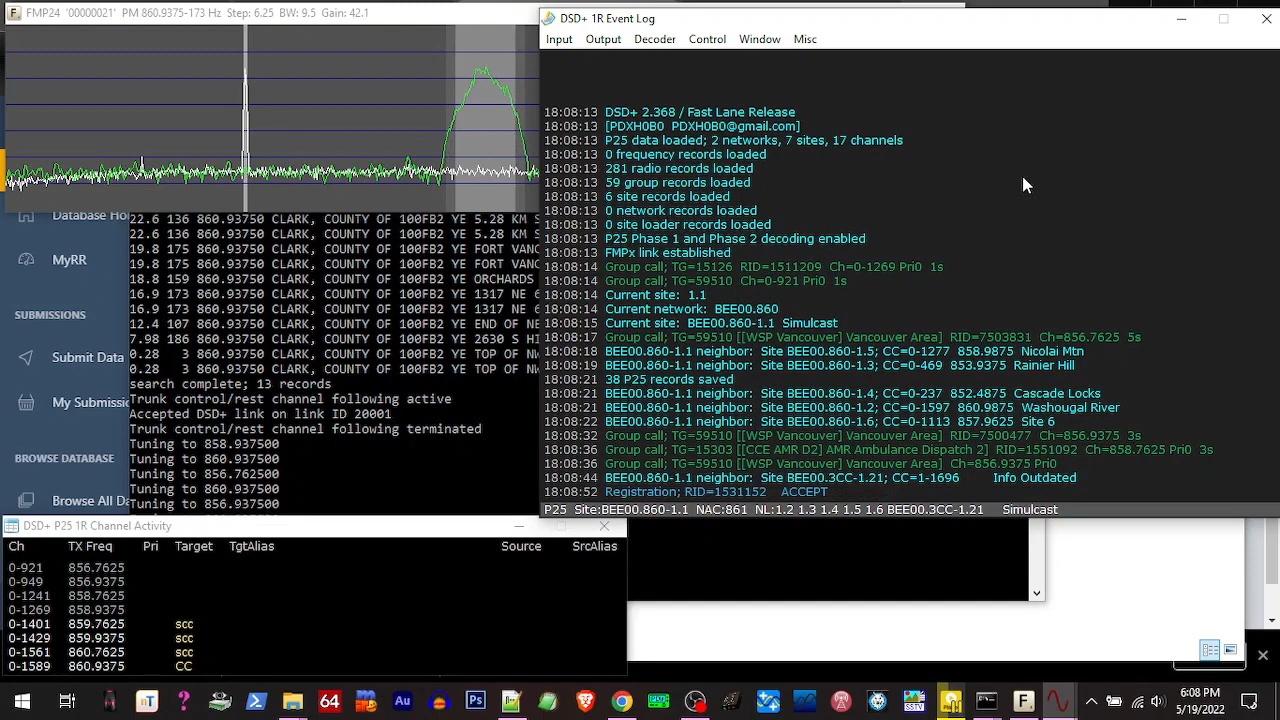 FMP24 '00000021' PM 860.9375-173 Hz Step: 6.25 BW: 9.5 Gain: 42.1
DSD+ 1R Event Log
Input Output Decoder Control Window Misc
18:08:13 DSD+ 2.368 / Fast Lane Release
18:08:13 [PDXH0B0 PDXH0B0@gmail.com]
18:08:13 P25 data loaded; 2 networks, 7 sites, 17 channels
18:08:13 0 frequency records loaded
18:08:13 281 radio records loaded
18:08:13 59 group records loaded
18:08:13 6 site records loaded
18:08:13 0 network records loaded
18:08:13 0 site loader records loaded
18:08:13 P25 Phase 1 and Phase 2 decoding enabled
18:08:13 FMPx link established
18:08:14 Group call; TG=15126 RID=1511209 Ch=0-1269 Pri0 1s
18:08:14 Group call; TG=59510 Ch=0-921 Pri0 1s
18:08:14 Current site: 1.1
18:08:14 Current network: BEE00.860
18:08:15 Current site: BEE00.860-1.1 Simulcast
18:08:17 Group call; TG=59510 [[WSP Vancouver] Vancouver Area] RID=7503831 Ch=856.7625 5s
18:08:18 BEE00.860-1.1 neighbor: Site BEE00.860-1.5; CC=0-1277 858.9875 Nicolai Mtn
18:08:19 BEE00.860-1.1 neighbor: Site BEE00.860-1.3; CC=0-469 853.9375 Rainier Hill
18:08:21 38 P25 records saved
18:08:21 BEE00.860-1.1 neighbor: Site BEE00.860-1.4; CC=0-237 852.4875 Cascade Locks
18:08:21 BEE00.860-1.1 neighbor: Site BEE00.860-1.2; CC=0-1597 860.9875 Washougal River
18:08:22 BEE00.860-1.1 neighbor: Site BEE00.860-1.6; CC=0-1113 857.9625 Site 6
18:08:32 Group call; TG=59510 [[WSP Vancouver] Vancouver Area] RID=7500477 Ch=856.9375 3s
18:08:36 Group call; TG=15303 [[CCE AMR D2] AMR Ambulance Dispatch 2] RID=1551092 Ch=858.7625 Pri0 3s
18:08:36 Group call; TG=59510 [[WSP Vancouver] Vancouver Area] Ch=856.9375 Pri0
18:08:44 BEE00.860-1.1 neighbor: Site BEE00.3CC-1.21; CC=1-1696 Info Outdated
18:08:52 Registration; RID=1531152 ACCEPT
P25 Site:BEE00.860-1.1 NAC:861 NL:1.2 1.3 1.4 1.5 1.6 BEE00.3CC-1.21 Simulcast
Database Ho
MyRR
SUBMISSIONS
Submit Data
My Submissi
BROWSE DATABASE
Browse All Da
22.6 136 860.93750 CLARK, COUNTY OF 100FB2 YE 5.28 KM S
22.6 136 860.93750 CLARK, COUNTY OF 100FB2 YE 5.28 KM S
19.8 175 860.93750 CLARK, COUNTY OF 100FB2 YE FORT VANC
19.8 175 860.93750 CLARK, COUNTY OF 100FB2 YE FORT VANC
16.9 173 860.93750 CLARK, COUNTY OF 100FB2 YE ORCHARDS
16.9 173 860.93750 CLARK, COUNTY OF 100FB2 YE 1317 NE 6
16.9 173 860.93750 CLARK, COUNTY OF 100FB2 YE 1317 NE 6
12.4 107 860.93750 CLARK, COUNTY OF 100FB2 YE END OF NE
7.07 186 860.93750 CLARK, COUNTY OF 100FB2 YE 2630 S HI
0.28 179 860.93750 CLARK, COUNTY OF 100FB2 YE TOP OF NW
0.28 179 860.93750 CLARK, COUNTY OF 100FB2 YE TOP OF NW
search complete; 13 records
Trunk control/rest channel following active
Accepted DSD+ link on link ID 20001
Trunk control/rest channel following terminated
Tuning to 858.937500
Tuning to 856.762500
Tuning to 860.937500
Tuning to 856.937500
DSD+ P25 1R Channel Activity
Ch TX Freq Pri Target TgtAlias Source SrcAlias
0-921 856.7625
0-949 856.9375
0-1241 858.7625
0-1269 858.9375
0-1401 859.7625 scc
0-1429 859.9375 scc
0-1561 860.7625 scc
0-1589 860.9375 CC
iT
?
64
Au
Ps
SSTV
F
6:08 PM
5/19/2022